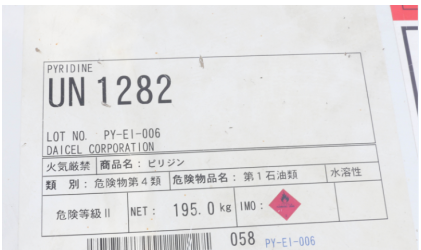 PYRIDINE
UN 1282
LOT NO. PY-EI-006
DAICEL CORPORATION
火気厳禁 商品名：ピリジン
類 別：危険物第４類 危険物品名：第１石油類 水溶性
危険等級Ⅱ NET： 195.0 kg IMO：
058 PY-EI-006